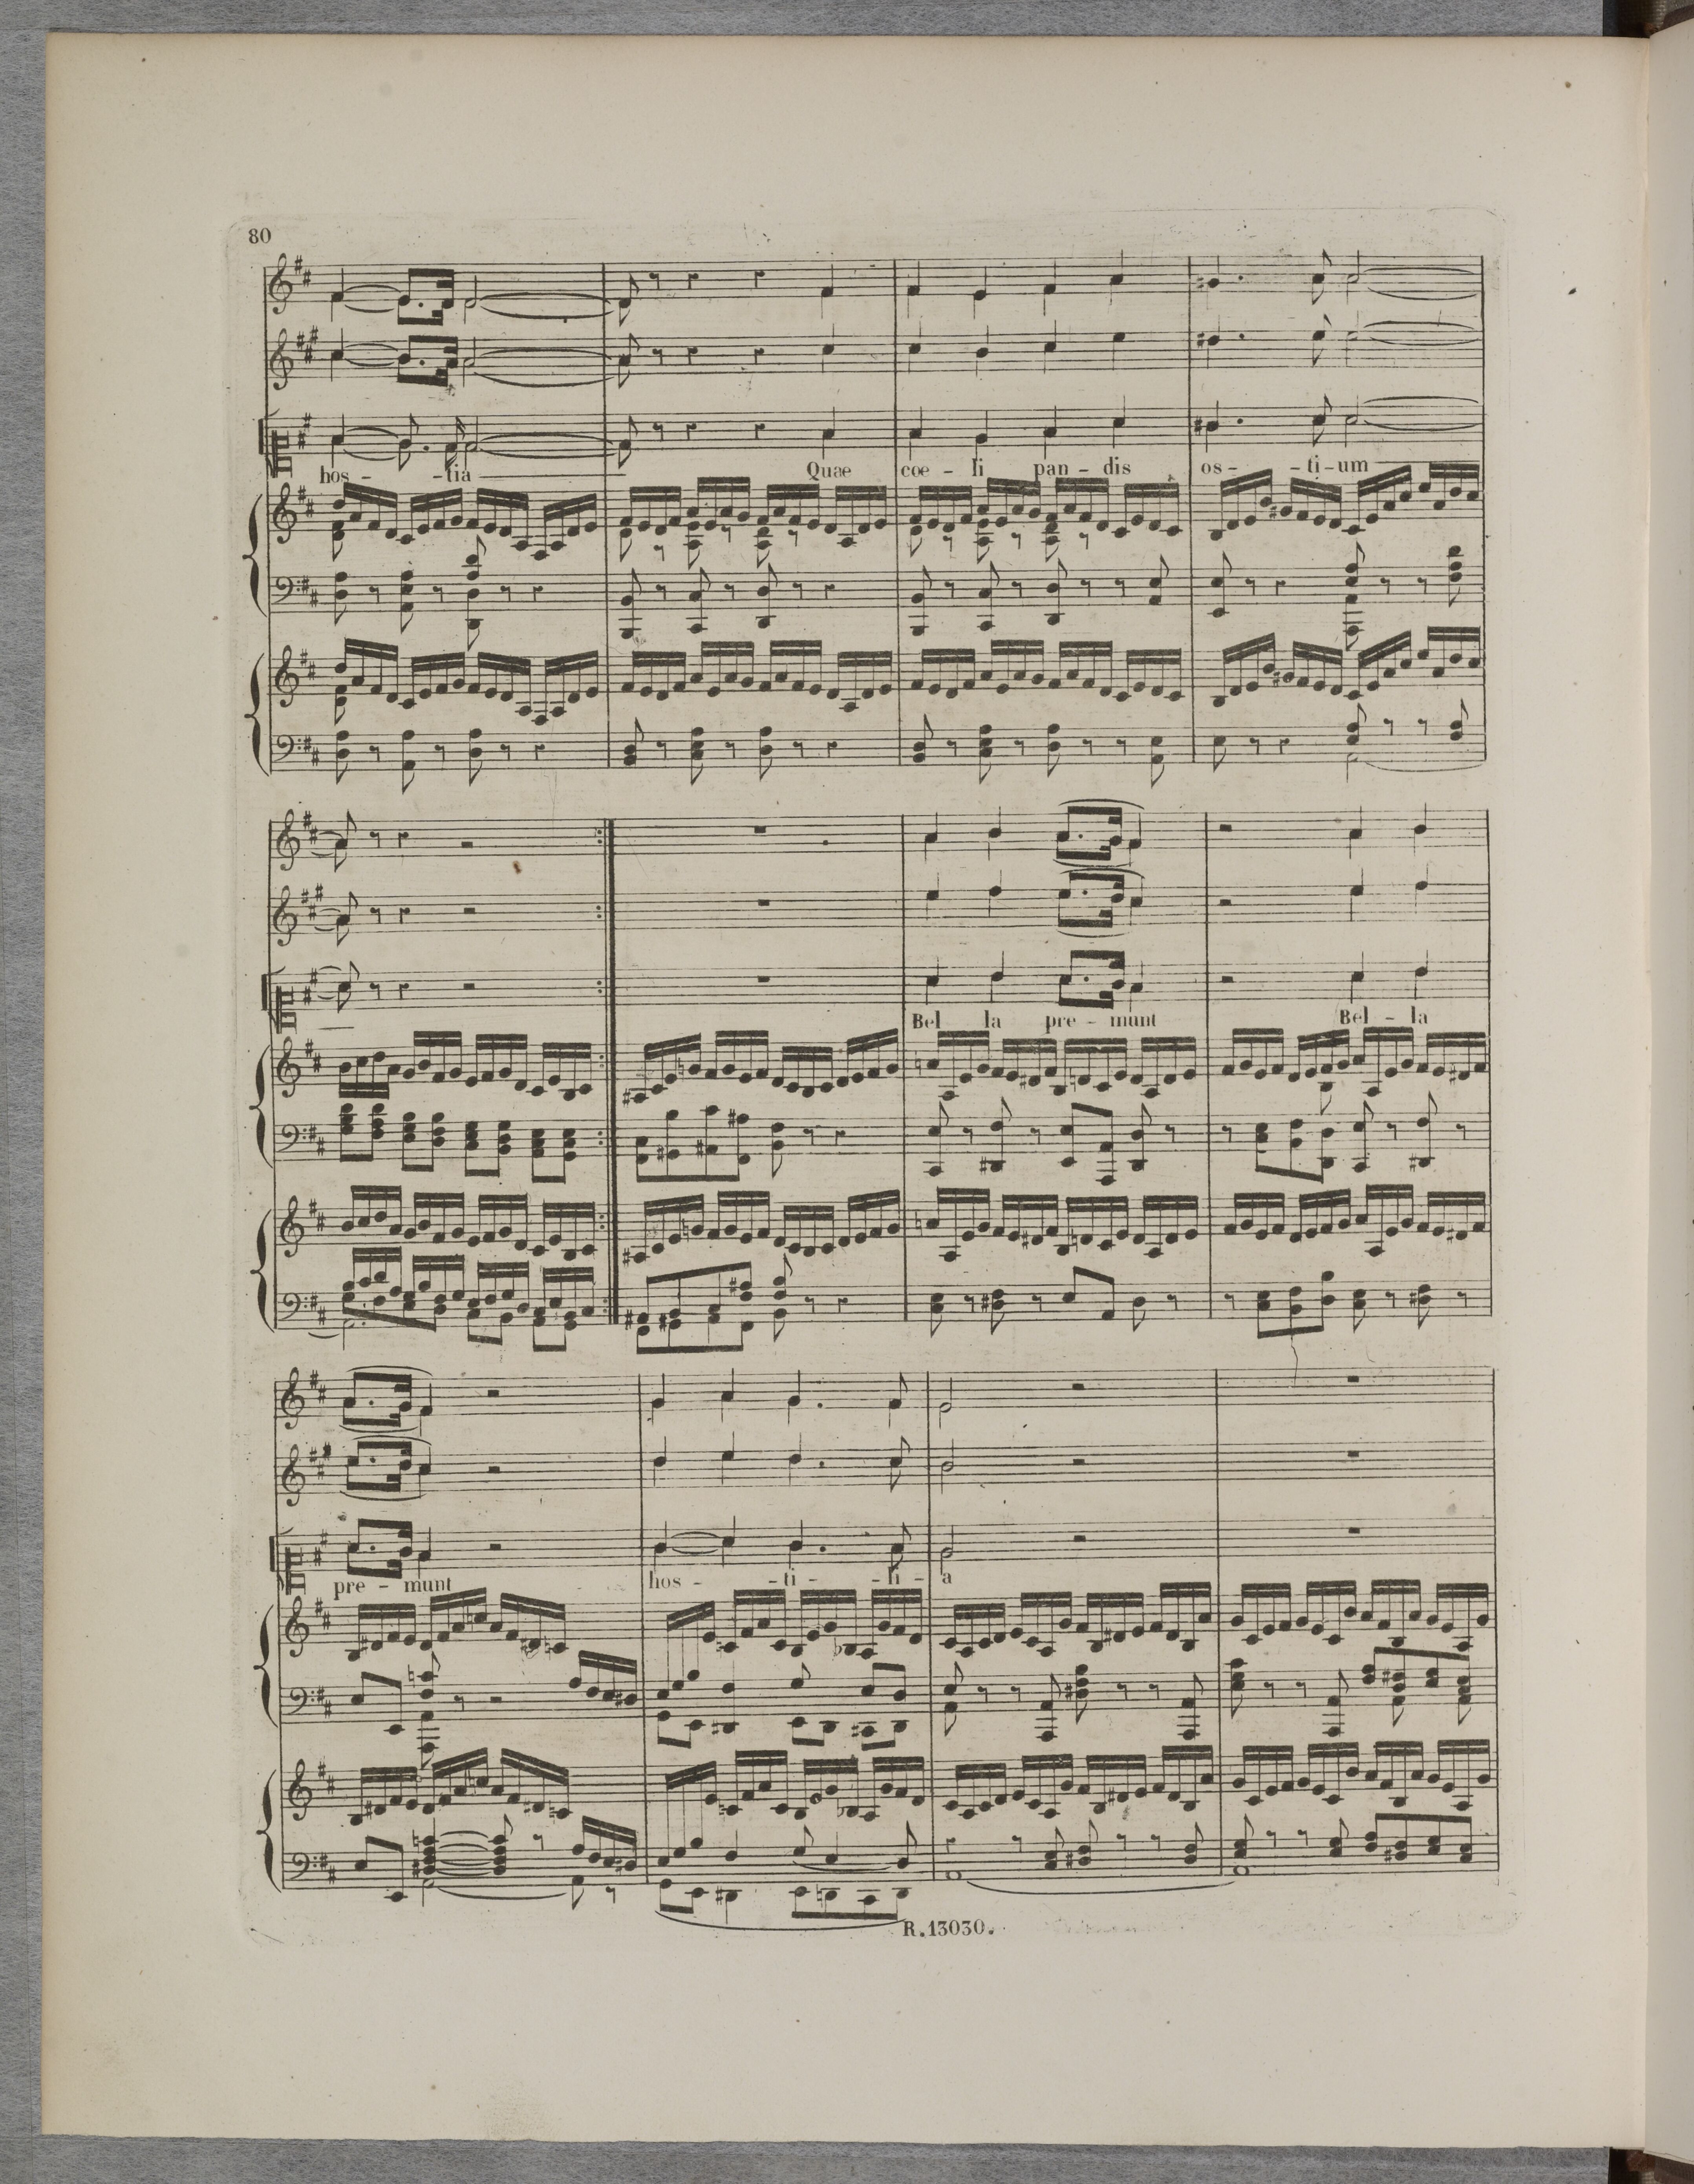 80
hos - - tia Quae coe - li pan - dis os - - ti - um
Bel la pre - munt Bel - la
pre - munt hos - - ti - - li - a
R. 13030.